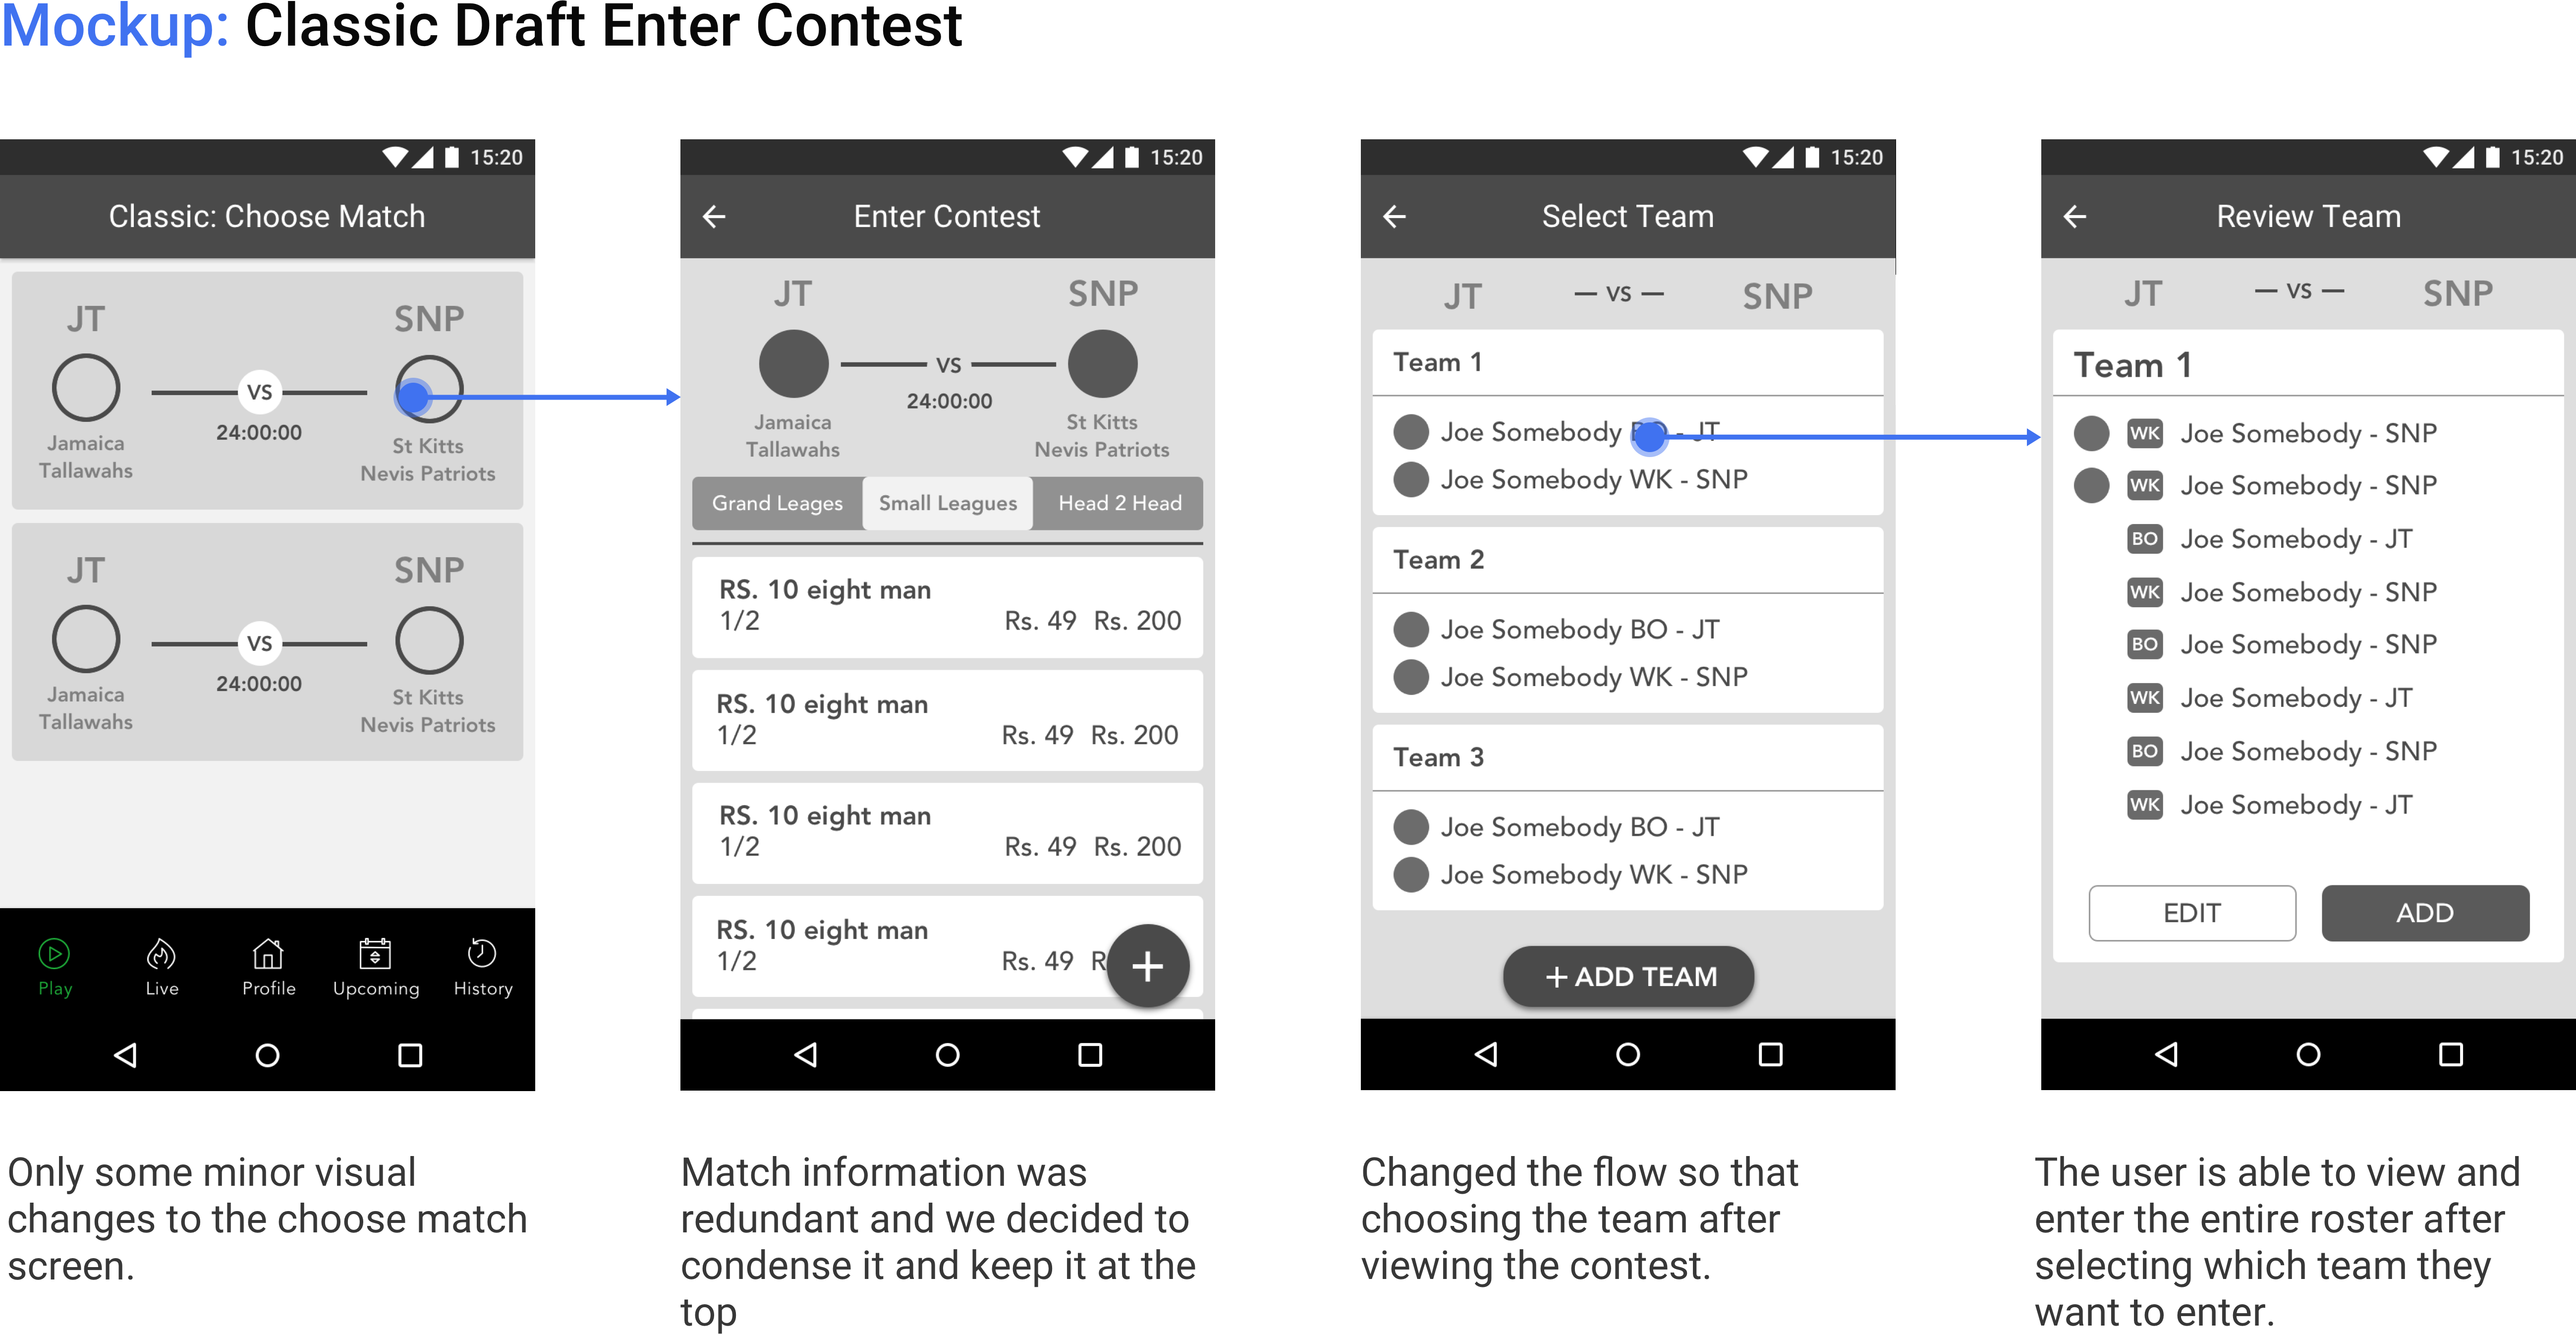 Mockup: Classic Draft Enter Contest
15:20
Classic: Choose Match
JT
SNP
VS
24:00:00
Jamaica
Tallawahs
St Kitts
Nevis Patriots
JT
SNP
VS
24:00:00
Jamaica
Tallawahs
St Kitts
Nevis Patriots
Play
Live
Profile
Upcoming
History
Only some minor visual
changes to the choose match
screen.
15:20
Enter Contest
JT
SNP
VS
24:00:00
Jamaica
Tallawahs
St Kitts
Nevis Patriots
Grand Leages
Small Leagues
Head 2 Head
RS. 10 eight man
1/2 Rs. 49 Rs. 200
RS. 10 eight man
1/2 Rs. 49 Rs. 200
RS. 10 eight man
1/2 Rs. 49 Rs. 200
RS. 10 eight man
1/2 Rs. 49 R
+
Match information was
redundant and we decided to
condense it and keep it at the
top
15:20
Select Team
JT — VS — SNP
Team 1
Joe Somebody - JT
Joe Somebody WK - SNP
Team 2
Joe Somebody BO - JT
Joe Somebody WK - SNP
Team 3
Joe Somebody BO - JT
Joe Somebody WK - SNP
+ ADD TEAM
Changed the flow so that
choosing the team after
viewing the contest.
15:20
Review Team
JT — VS — SNP
Team 1
WK Joe Somebody - SNP
WK Joe Somebody - SNP
BO Joe Somebody - JT
WK Joe Somebody - SNP
BO Joe Somebody - SNP
WK Joe Somebody - JT
BO Joe Somebody - SNP
WK Joe Somebody - JT
EDIT
ADD
The user is able to view and
enter the entire roster after
selecting which team they
want to enter.